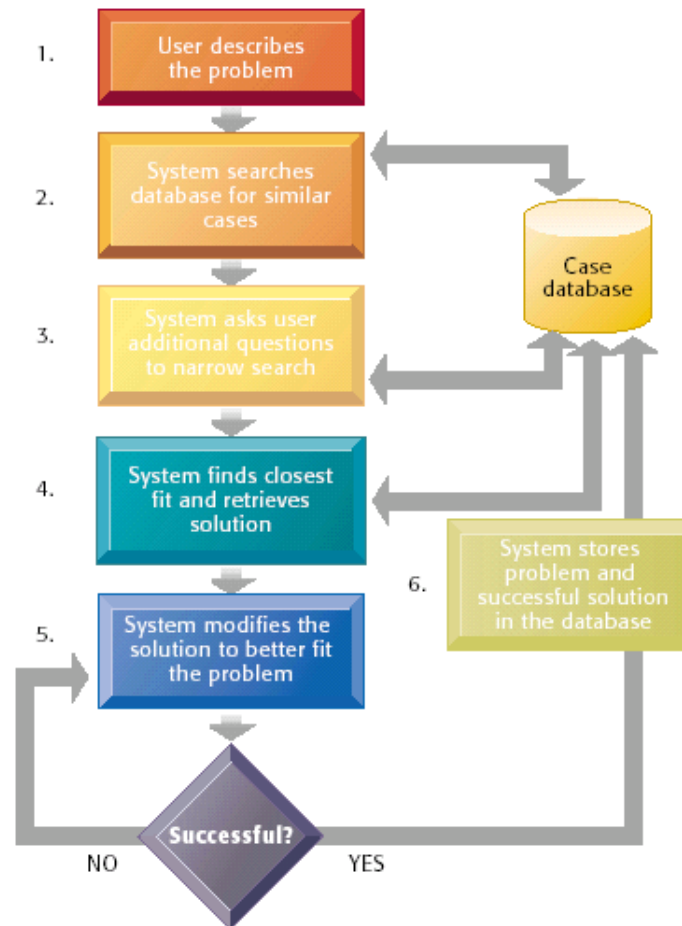 1.
User describes
the problem
2.
System searches
database for similar
cases
Case
database
3.
System asks user
additional questions
to narrow search
4.
System finds closest
fit and retrieves
solution
5.
System modifies the
solution to better fit
the problem
6.
System stores
problem and
successful solution
in the database
Successful?
NO
YES